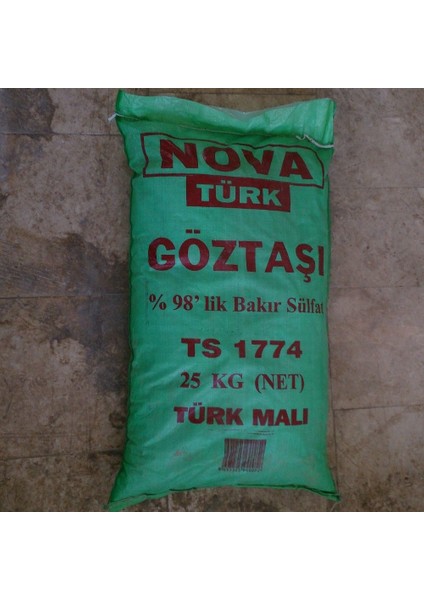 NOVA
TÜRK
GÖZTAŞI
% 98' lik Bakır Sülfat
TS 1774
25 KG (NET)
TÜRK MALI